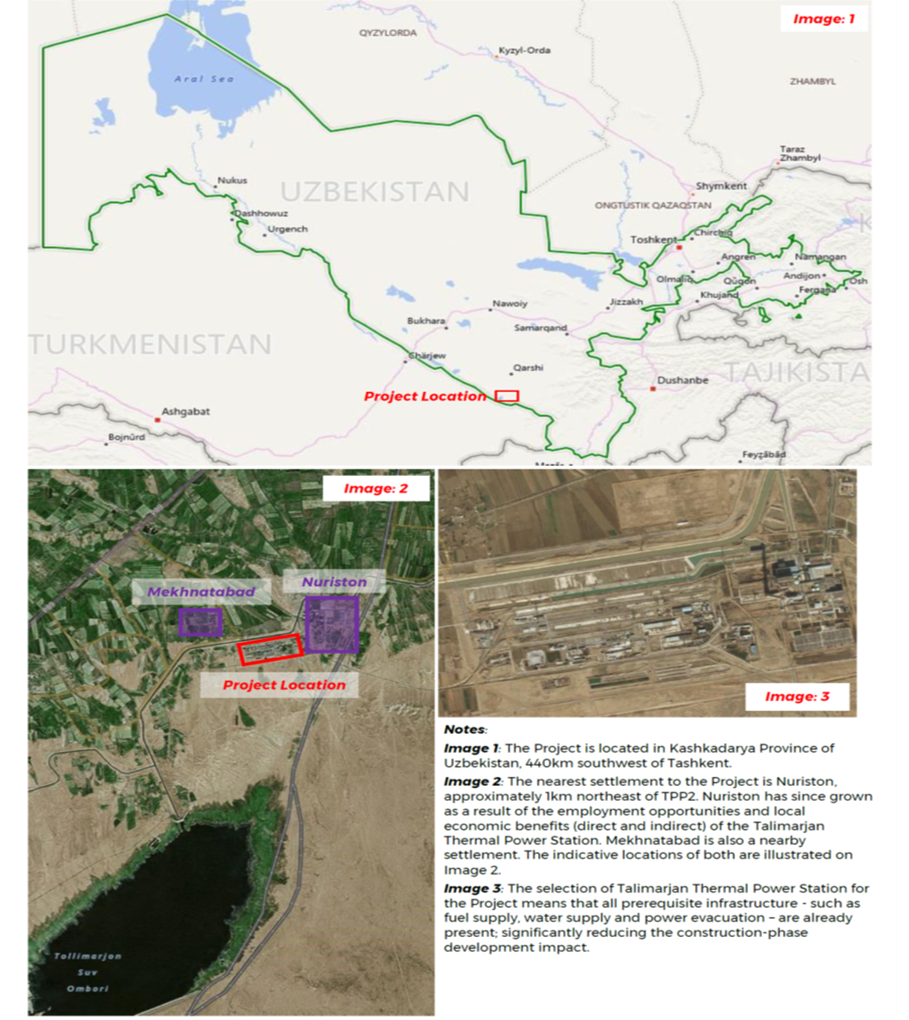 Image: 1
QYZYLORDA
Kyzyl-Orda
Aral Sea
ZHAMBYL
Taraz
Zhambyl
Nukus
UZBEKISTAN
Shymkent
ONGTUSTIK QAZAQSTAN
Dashhowuz
Urgench
Toshkent
Chirchiq
Angren
Namangan
Olmaliq
Qŭqon
Andijon
Osh
Khujand
Fergana
Nawoiy
Jizzakh
Bukhara
Samarqand
TURKMENISTAN
Chärjew
Qarshi
Dushanbe
TAJIKISTA
Project Location
Ashgabat
Bojnūrd
Feyẕābād
Image: 2
Mekhnatabad
Nuriston
Project Location
Tollimarjon
Suv
Ombori
Image: 3
Notes:
Image 1: The Project is located in Kashkadarya Province of
Uzbekistan, 440km southwest of Tashkent.
Image 2: The nearest settlement to the Project is Nuriston,
approximately 1km northeast of TPP2. Nuriston has since grown
as a result of the employment opportunities and local
economic benefits (direct and indirect) of the Talimarjan
Thermal Power Station. Mekhnatabad is also a nearby
settlement. The indicative locations of both are illustrated on
Image 2.
Image 3: The selection of Talimarjan Thermal Power Station for
the Project means that all prerequisite infrastructure - such as
fuel supply, water supply and power evacuation – are already
present; significantly reducing the construction-phase
development impact.